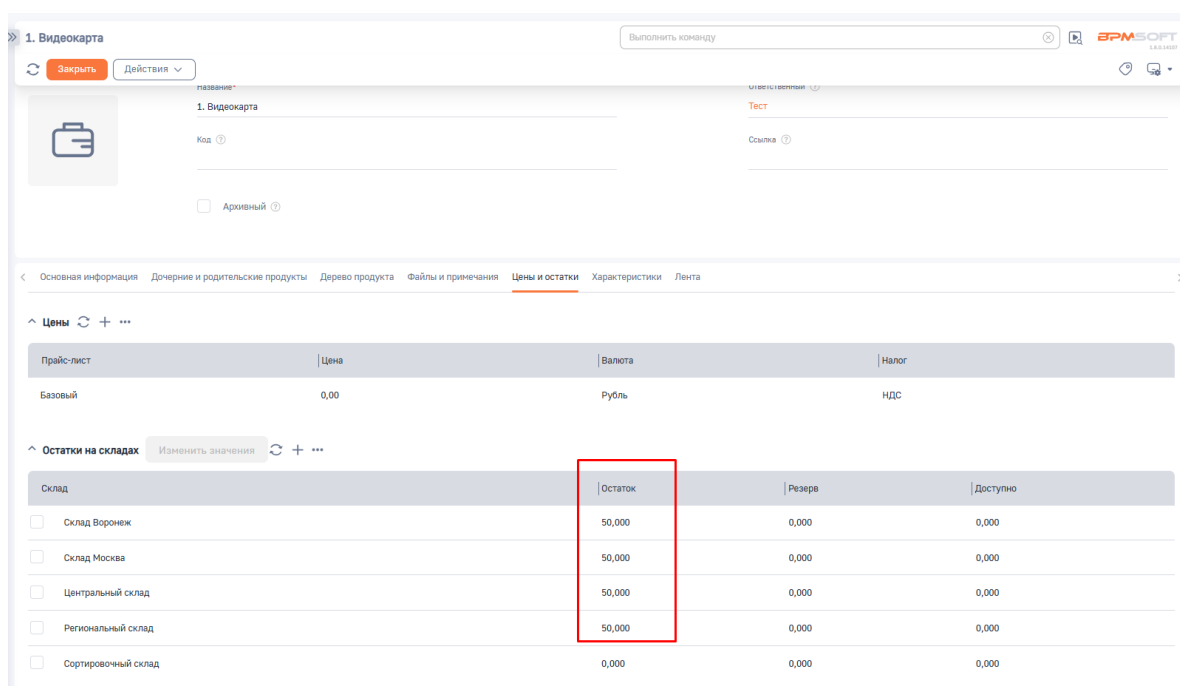 1. Видеокарта
Выполнить команду
BPMSOFT
Закрыть
Действия
Название*
Ответственный
1. Видеокарта
Тест
Код
Ссылка
Архивный
Основная информация Дочерние и родительские продукты Дерево продукта Файлы и примечания Цены и остатки Характеристики Лента
Цены
Прайс-лист Цена Валюта Налог
Базовый 0,00 Рубль НДС
Остатки на складах Изменить значения
Склад Остаток Резерв Доступно
Склад Воронеж 50,000 0,000 0,000
Склад Москва 50,000 0,000 0,000
Центральный склад 50,000 0,000 0,000
Региональный склад 50,000 0,000 0,000
Сортировочный склад 0,000 0,000 0,000